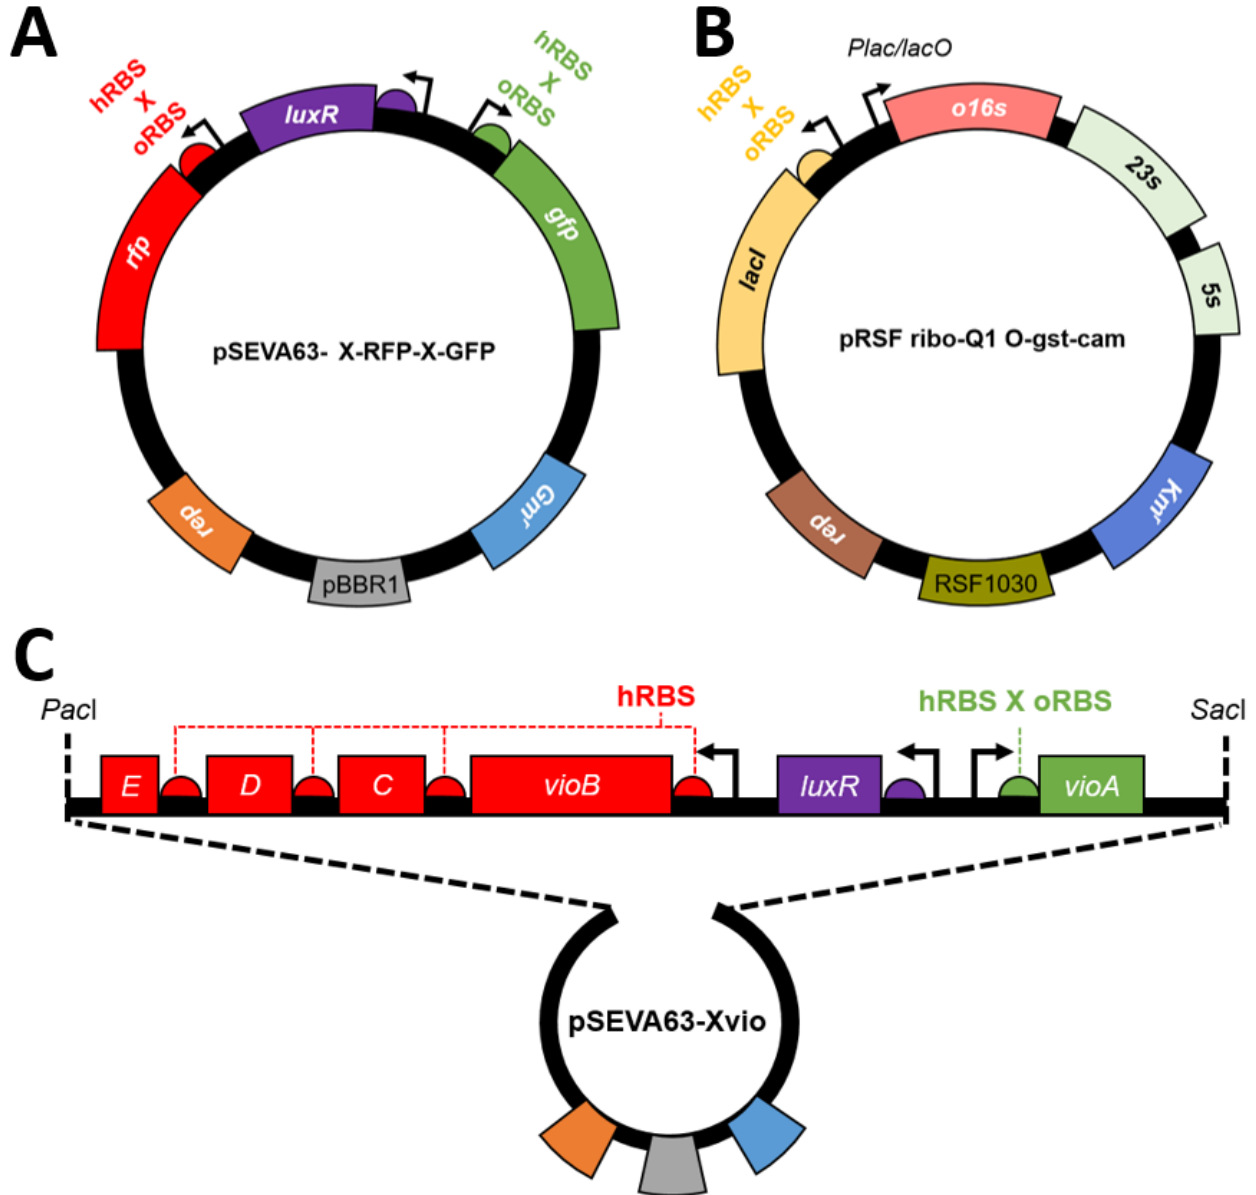 A
hRBS
X
oRBS
luxR
hRBS
X
oRBS
rfp
gfp
pSEVA63- X-RFP-X-GFP
rep
pBBR1
Gmʳ
B
Plac/lacO
hRBS
X
oRBS
o16s
23s
5s
lacI
pRSF ribo-Q1 O-gst-cam
rep
RSF1030
Kmʳ
C
PacI
hRBS
hRBS X oRBS
SacI
E
D
C
vioB
luxR
vioA
pSEVA63-Xvio